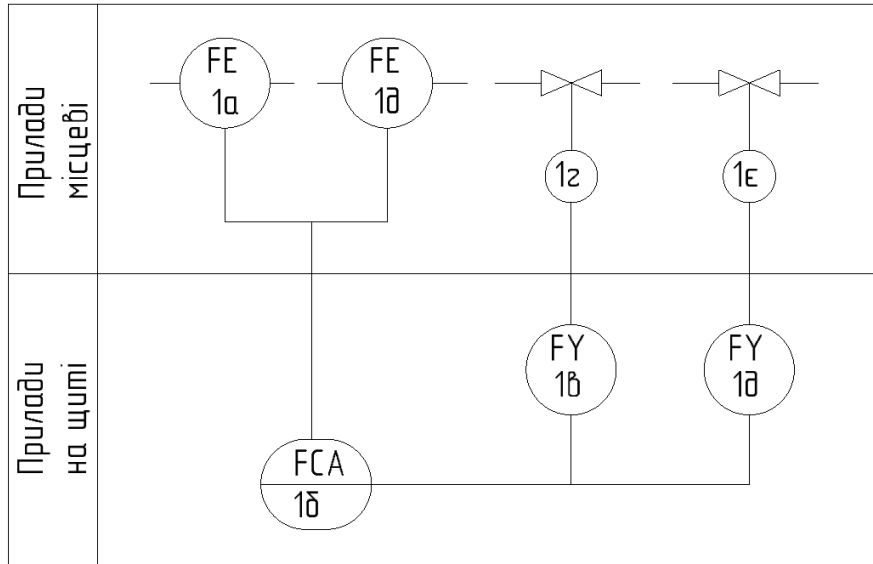 Прилади
місцеві
FE
1а
FE
1д
1г
1є
Прилади
на щиті
FY
1в
FY
1д
FCA
1б